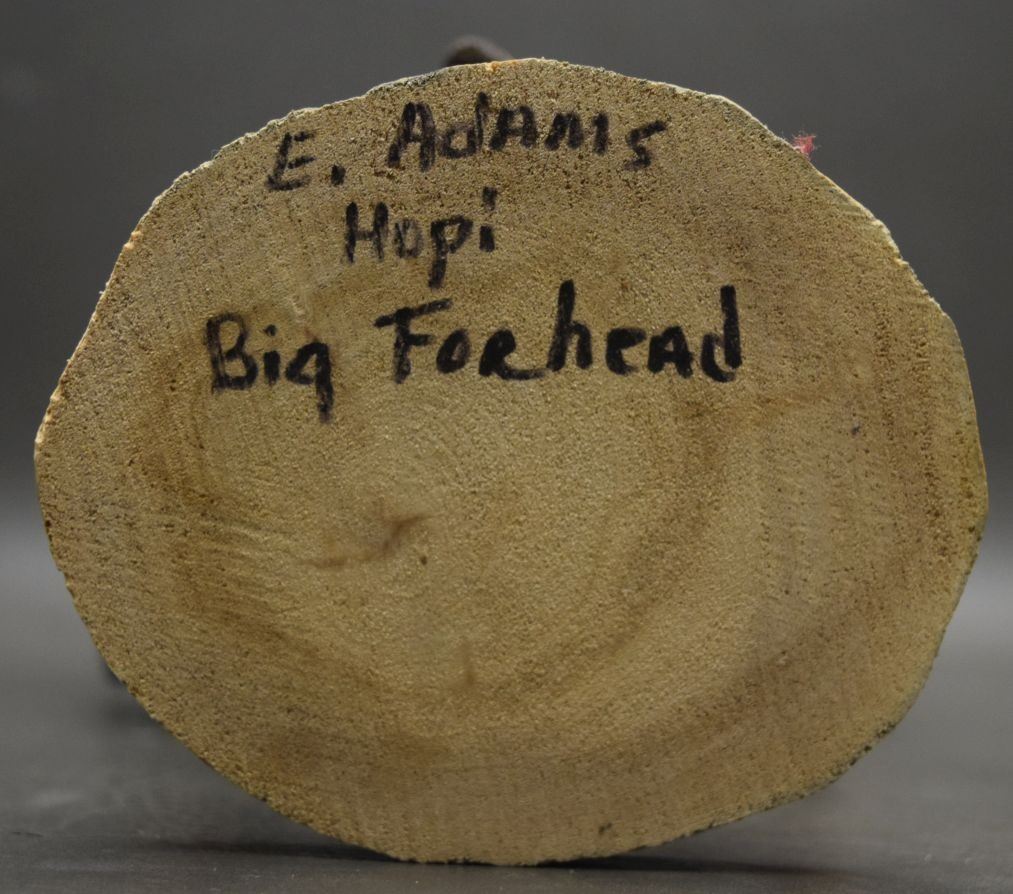 E. Adams
Hopi
Big Forhead